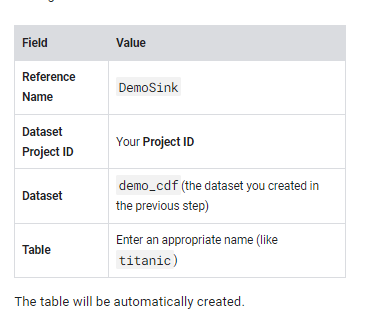 Field Value
Reference
Name
DemoSink
Dataset
Project ID
Your Project ID
Dataset
demo_cdf (the dataset you created in
the previous step)
Table
Enter an appropriate name (like
titanic )
The table will be automatically created.